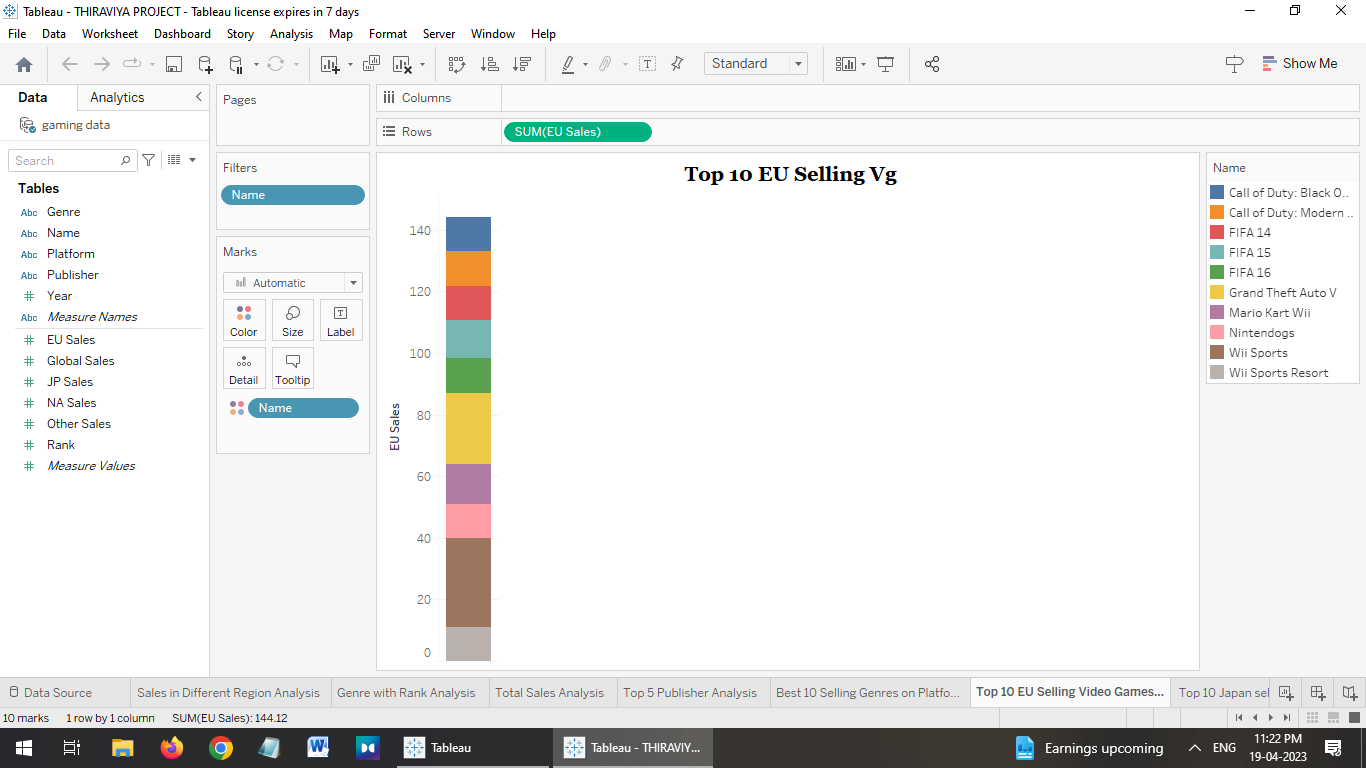 Tableau - THIRAVIYA PROJECT - Tableau license expires in 7 days
File Data Worksheet Dashboard Story Analysis Map Format Server Window Help
Standard
Show Me
Data Analytics
gaming data
Search
Tables
Abc Genre
Abc Name
Abc Platform
Abc Publisher
# Year
Abc Measure Names
# EU Sales
# Global Sales
# JP Sales
# NA Sales
# Other Sales
# Rank
# Measure Values
Pages
Filters
Name
Marks
Automatic
Color Size Label
Detail Tooltip
Name
Columns
Rows SUM(EU Sales)
Top 10 EU Selling Vg
EU Sales
140
120
100
80
60
40
20
0
Name
Call of Duty: Black O..
Call of Duty: Modern ..
FIFA 14
FIFA 15
FIFA 16
Grand Theft Auto V
Mario Kart Wii
Nintendogs
Wii Sports
Wii Sports Resort
Data Source Sales in Different Region Analysis Genre with Rank Analysis Total Sales Analysis Top 5 Publisher Analysis Best 10 Selling Genres on Platfo... Top 10 EU Selling Video Games... Top 10 Japan sel
10 marks 1 row by 1 column SUM(EU Sales): 144.12
Tableau Tableau - THIRAVIY... Earnings upcoming ENG 11:22 PM
19-04-2023